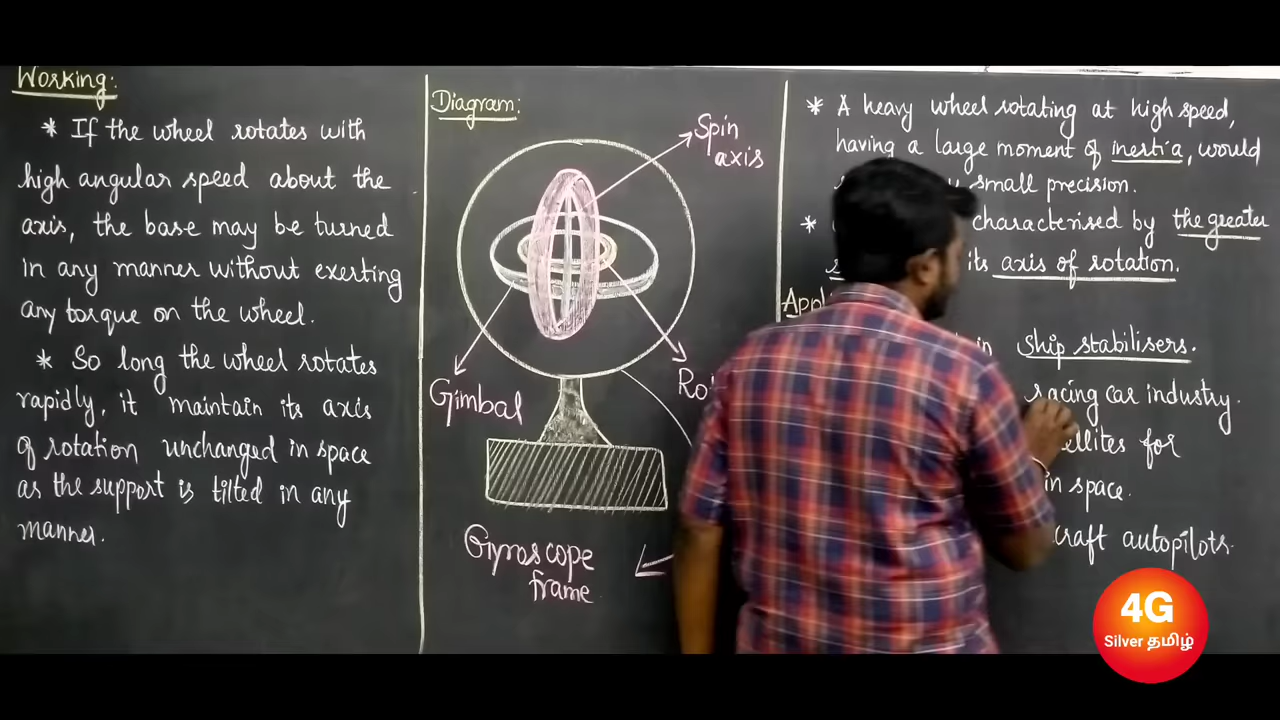 Working:
* If the wheel rotates with
high angular speed about the
axis, the base may be turned
in any manner without exerting
any torque on the wheel.
* So long the wheel rotates
rapidly, it maintain its axis
of rotation unchanged in space
as the support is tilted in any
manner.
Diagram:
Spin
axis
Gimbal
Gyroscope
frame
* A heavy wheel rotating at high speed,
having a large moment of inertia, would
small precision.
* characterised by the greater
its axis of rotation.
in ship stabilisers.
racing car industry.
for
in space.
autopilots.
4G
Silver தமிழ்